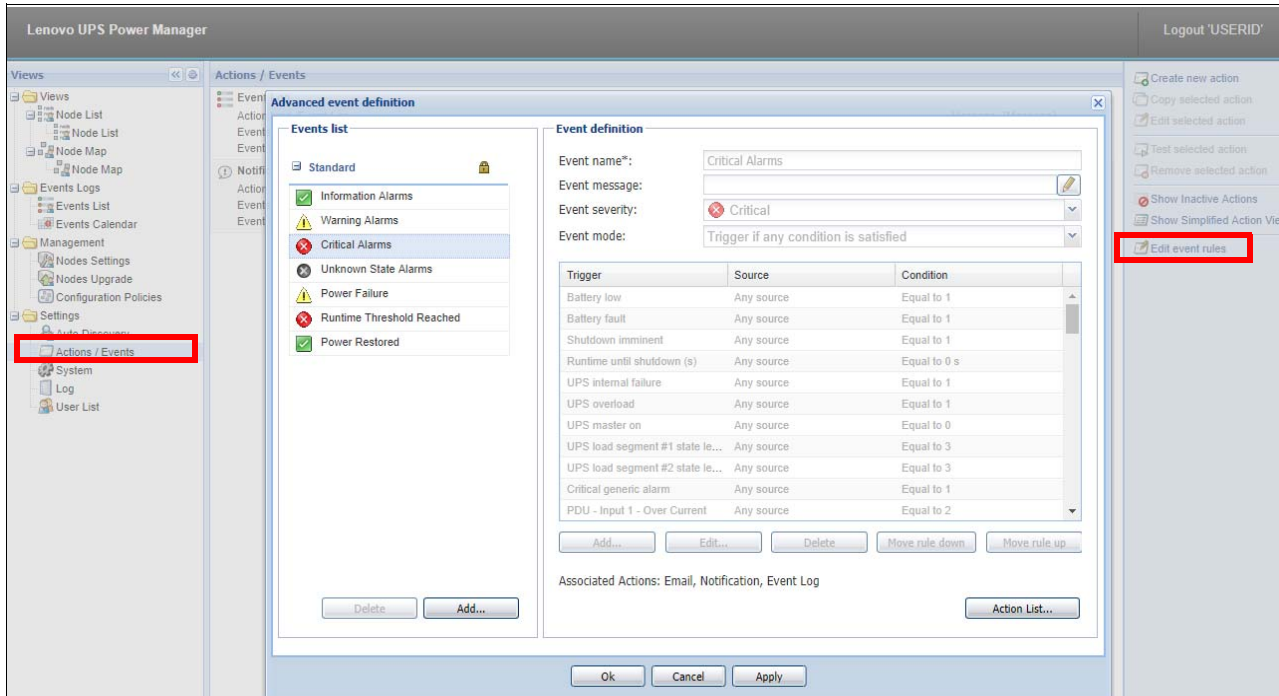 Lenovo UPS Power Manager
Logout 'USERID'
Views
Views
Node List
Node List
Node Map
Node Map
Events Logs
Events List
Events Calendar
Management
Nodes Settings
Nodes Upgrade
Configuration Policies
Settings
Auto Discovery
Actions / Events
System
Log
User List
Actions / Events
Advanced event definition
Events list
Standard
Information Alarms
Warning Alarms
Critical Alarms
Unknown State Alarms
Power Failure
Runtime Threshold Reached
Power Restored
Delete
Add...
Event definition
Event name*:
Critical Alarms
Event message:
Event severity:
Critical
Event mode:
Trigger if any condition is satisfied
Trigger Source Condition
Battery low Any source Equal to 1
Battery fault Any source Equal to 1
Shutdown imminent Any source Equal to 1
Runtime until shutdown (s) Any source Equal to 0 s
UPS internal failure Any source Equal to 1
UPS overload Any source Equal to 1
UPS master on Any source Equal to 0
UPS load segment #1 state le... Any source Equal to 3
UPS load segment #2 state le... Any source Equal to 3
Critical generic alarm Any source Equal to 1
PDU - Input 1 - Over Current Any source Equal to 2
Add...
Edit...
Delete
Move rule down
Move rule up
Associated Actions: Email, Notification, Event Log
Action List...
Ok
Cancel
Apply
Create new action
Copy selected action
Edit selected action
Test selected action
Remove selected action
Show Inactive Actions
Show Simplified Action Vie
Edit event rules